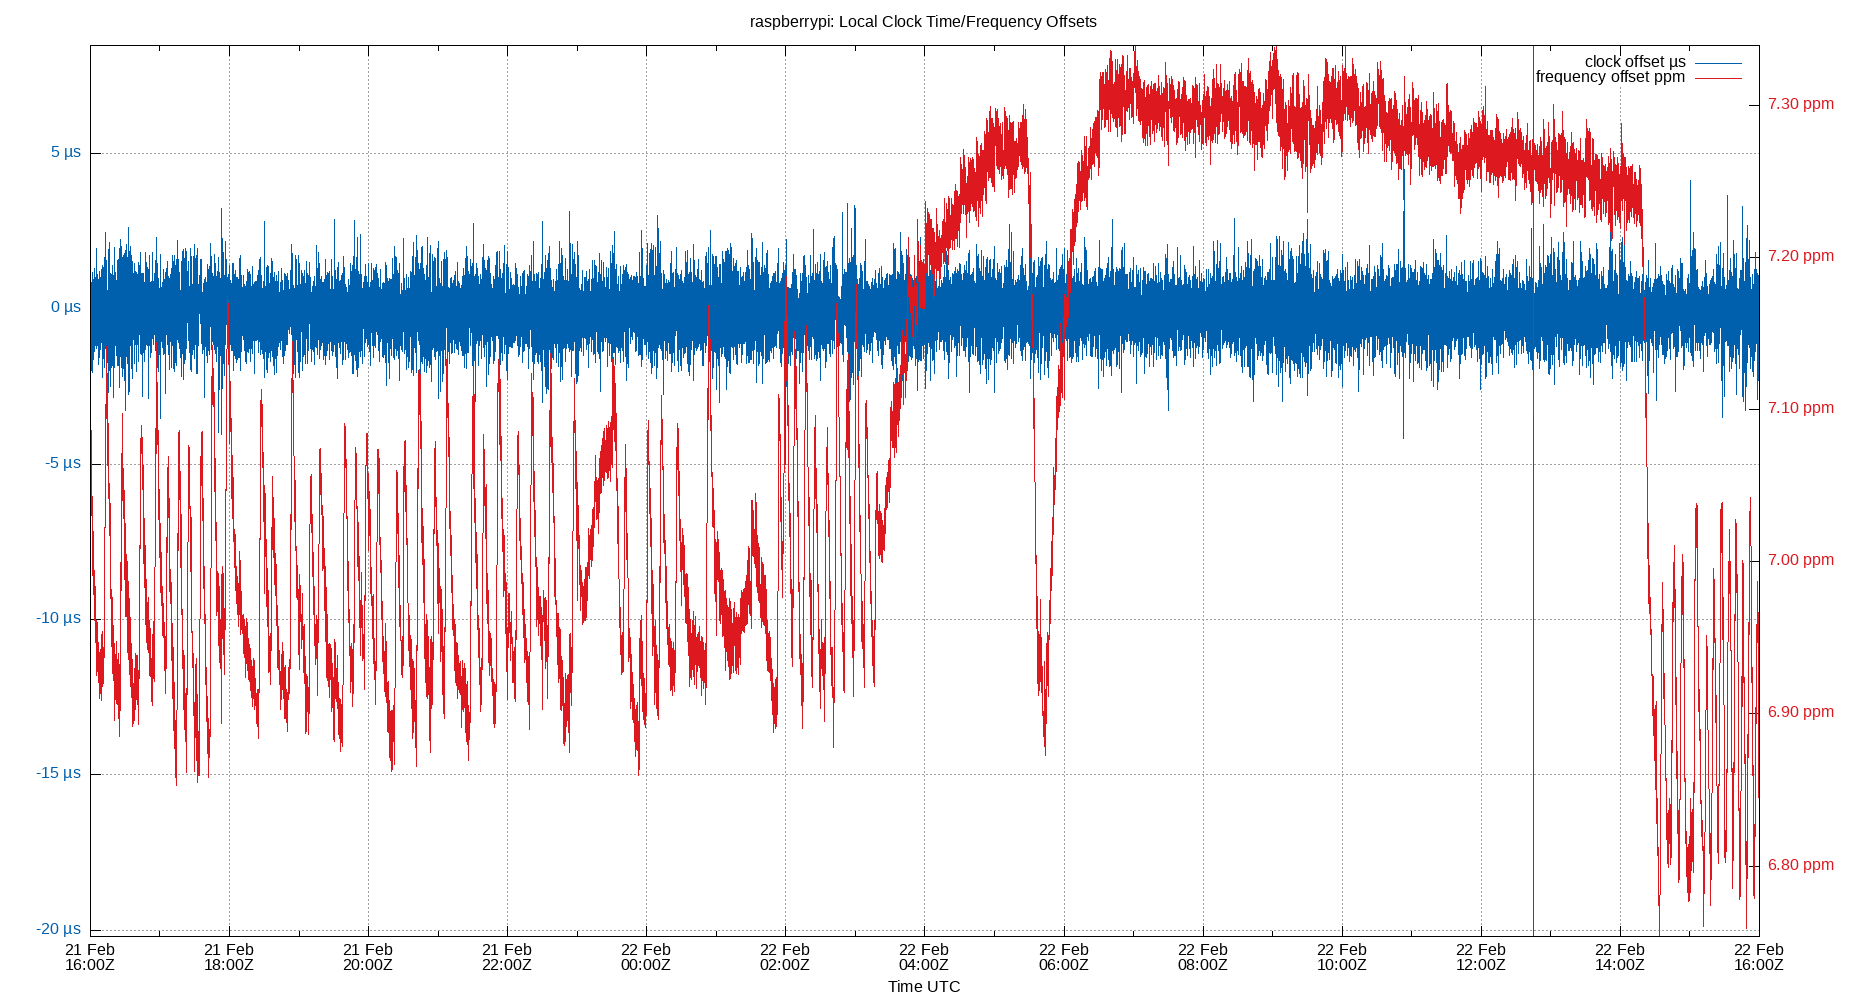 raspberrypi: Local Clock Time/Frequency Offsets
clock offset µs
frequency offset ppm
5 µs
0 µs
-5 µs
-10 µs
-15 µs
-20 µs
7.30 ppm
7.20 ppm
7.10 ppm
7.00 ppm
6.90 ppm
6.80 ppm
21 Feb 21 Feb 21 Feb 21 Feb 22 Feb 22 Feb 22 Feb 22 Feb 22 Feb 22 Feb 22 Feb 22 Feb 22 Feb
16:00Z 18:00Z 20:00Z 22:00Z 00:00Z 02:00Z 04:00Z 06:00Z 08:00Z 10:00Z 12:00Z 14:00Z 16:00Z
Time UTC